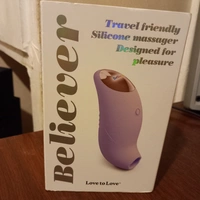 Travel friendly
Silicone massager
Designed for
pleasure
Believer
Love to Love®